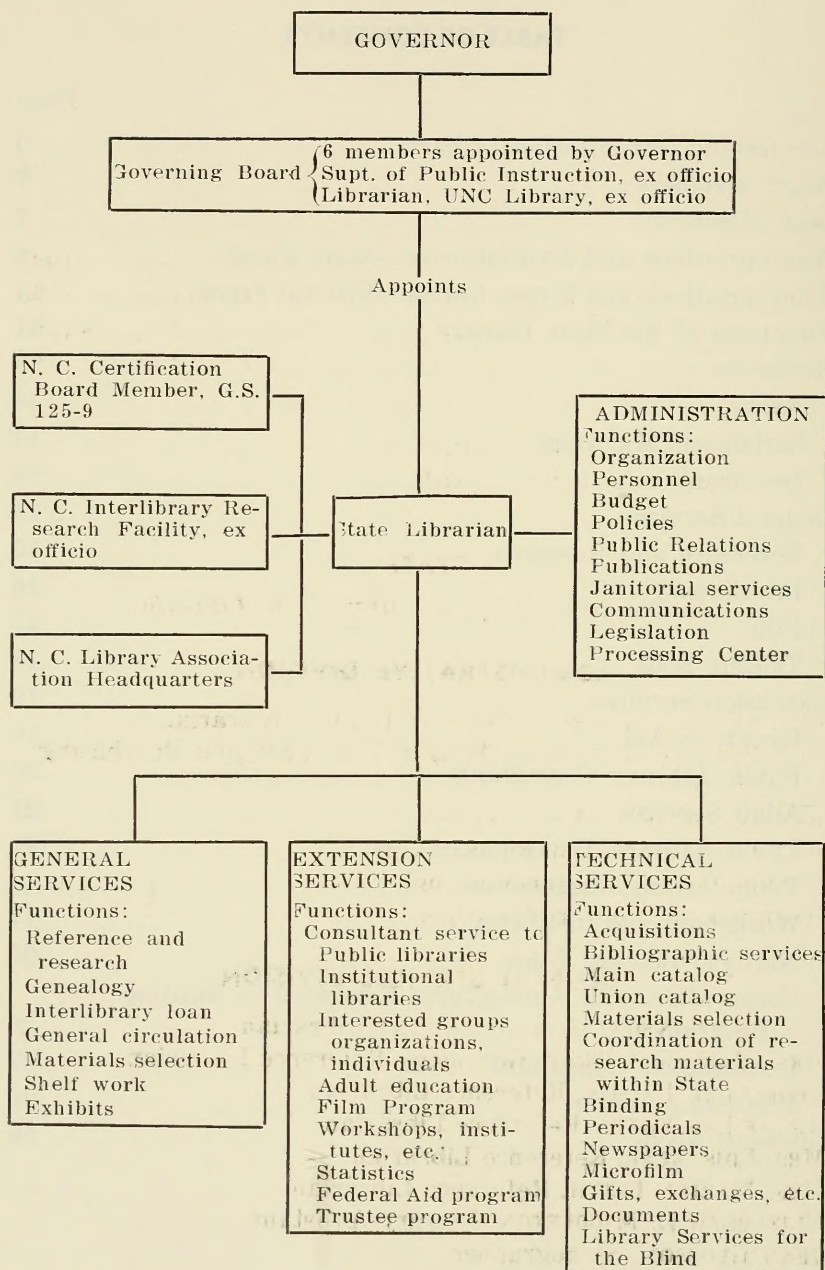 GOVERNOR
Governing Board
6 members appointed by Governor
Supt. of Public Instruction, ex officio
Librarian, UNC Library, ex officio
Appoints
N. C. Certification
Board Member, G.S.
125-9
N. C. Interlibrary Re-
search Facility, ex
officio
N. C. Library Associa-
tion Headquarters
State Librarian
ADMINISTRATION
Functions:
Organization
Personnel
Budget
Policies
Public Relations
Publications
Janitorial services
Communications
Legislation
Processing Center
GENERAL
SERVICES
Functions:
Reference and
research
Genealogy
Interlibrary loan
General circulation
Materials selection
Shelf work
Exhibits
EXTENSION
SERVICES
Functions:
Consultant service to
Public libraries
Institutional
libraries
Interested groups
organizations,
individuals
Adult education
Film Program
Workshops, insti-
tutes, etc.
Statistics
Federal Aid program
Trustee program
TECHNICAL
SERVICES
Functions:
Acquisitions
Bibliographic services
Main catalog
Union catalog
Materials selection
Coordination of re-
search materials
within State
Binding
Periodicals
Newspapers
Microfilm
Gifts, exchanges, etc.
Documents
Library Services for
the Blind